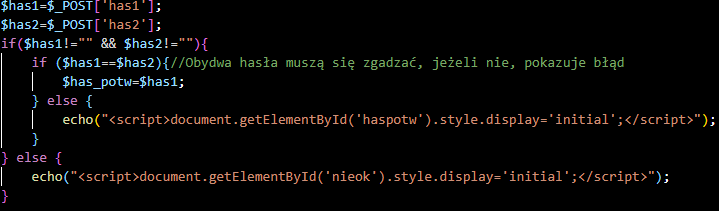 $has1=$_POST['has1'];
$has2=$_POST['has2'];
if($has1!="" && $has2!=""){
    if ($has1==$has2){//Obydwa hasła muszą się zgadzać, jeżeli nie, pokazuje błąd
        $has_potw=$has1;
    } else {
        echo("<script>document.getElementById('haspotw').style.display='initial';</script>");
    }
} else {
    echo("<script>document.getElementById('nieok').style.display='initial';</script>");
}